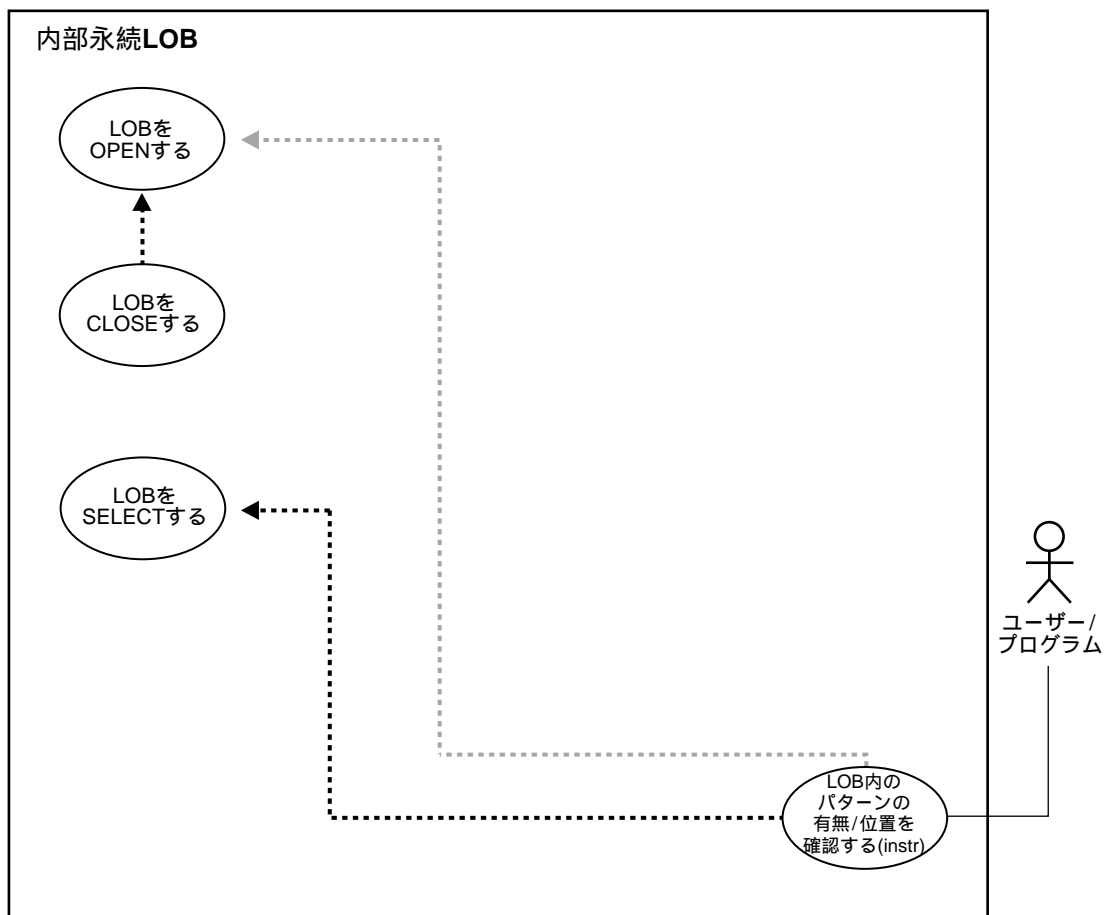 内部永続LOB
LOBを
OPENする
LOBを
CLOSEする
LOBを
SELECTする
ユーザー/
プログラム
LOB内の
パターンの
有無/位置を
確認する(instr)